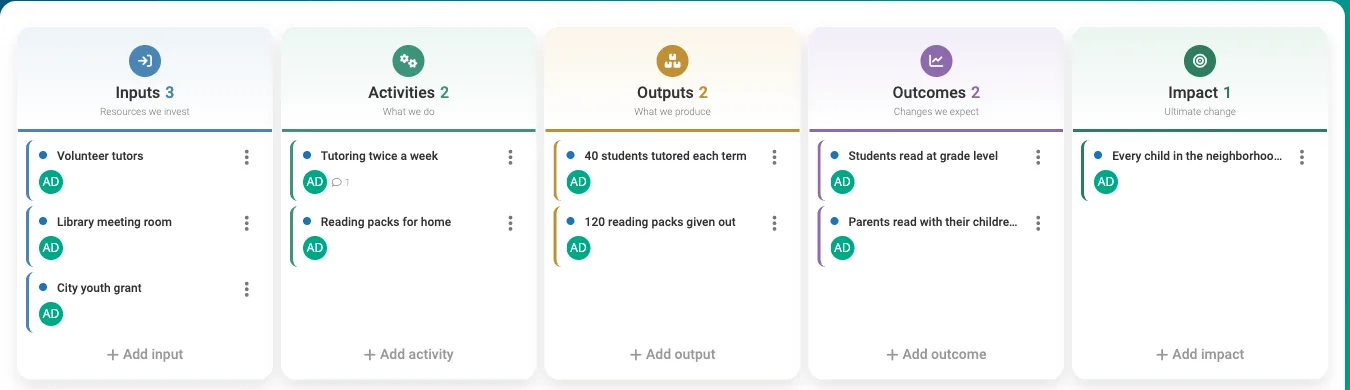 Inputs 3
Resources we invest
Volunteer tutors
AD
Library meeting room
AD
City youth grant
AD
+ Add input
Activities 2
What we do
Tutoring twice a week
AD 1
Reading packs for home
AD
+ Add activity
Outputs 2
What we produce
40 students tutored each term
AD
120 reading packs given out
AD
+ Add output
Outcomes 2
Changes we expect
Students read at grade level
AD
Parents read with their childre...
AD
+ Add outcome
Impact 1
Ultimate change
Every child in the neighborhoo...
AD
+ Add impact